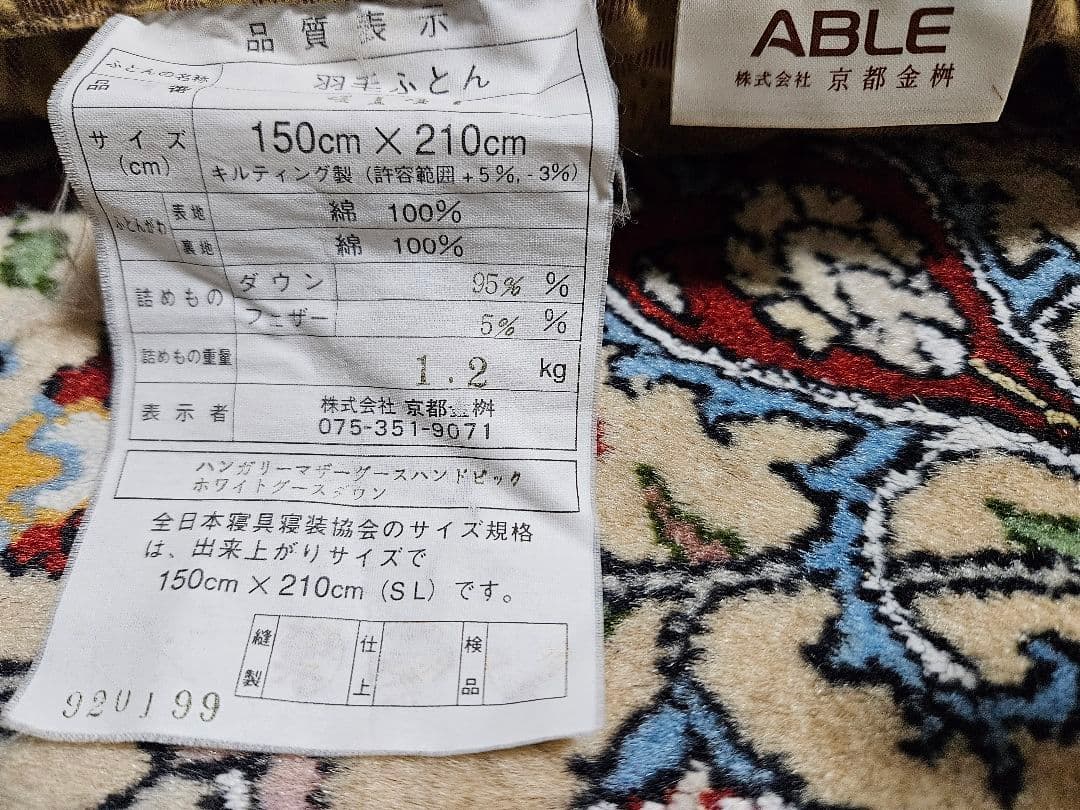 品質表示
ふとんの名称
羽毛ふとん
品番
サイズ
(cm)
150cm×210cm
キルティング製(許容範囲+5%,-3%)
ふとんがわ
表地
綿 100%
裏地
綿 100%
詰めもの
ダウン
95% %
フェザー
5% %
詰めもの重量
1.2 kg
表示者
株式会社 京都金桝
075-351-9071
ハンガリーマザーグースハンドピック
ホワイトグースダウン
全日本寝具寝装協会のサイズ規格
は、出来上がりサイズで
150cm×210cm(SL)です。
縫製
仕上
検品
920199
ABLE
株式会社 京都金桝